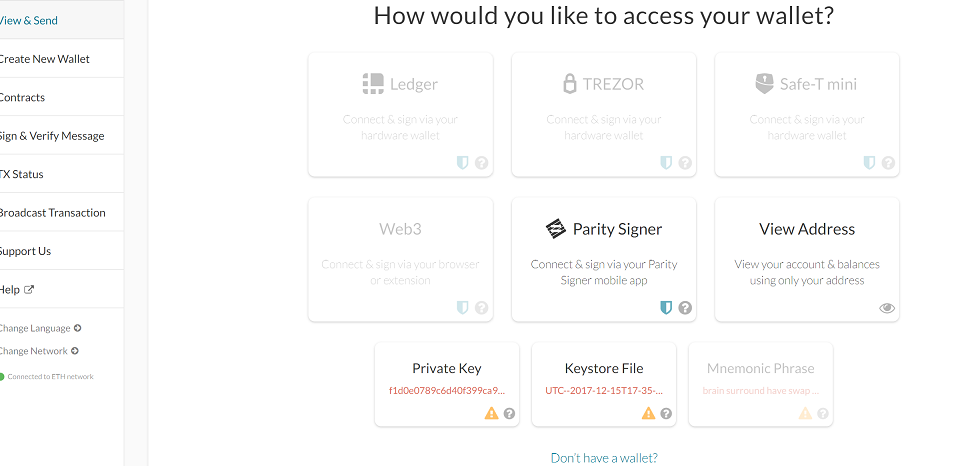 How would you like to access your wallet?
View & Send
Create New Wallet
Contracts
Sign & Verify Message
TX Status
Broadcast Transaction
Support Us
Help
Change Language
Change Network
Connected to ETH network
Ledger
Connect & sign via your
hardware wallet
TREZOR
Connect & sign via your
hardware wallet
Safe-T mini
Connect & sign via your
hardware wallet
Web3
Connect & sign via your browser
or extension
Parity Signer
Connect & sign via your Parity
Signer mobile app
View Address
View your account & balances
using only your address
Private Key
f1d0e0789c6d40f399ca9...
Keystore File
UTC--2017-12-15T17-35-...
Mnemonic Phrase
brain surround have swap ...
Don't have a wallet?